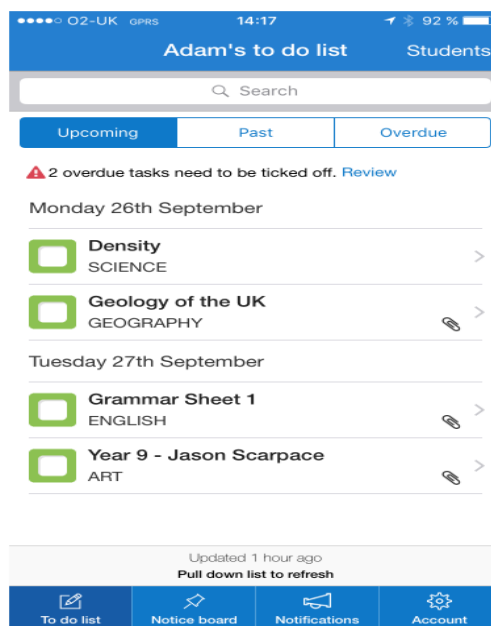 O2-UK GPRS 14:17 92 %
Adam's to do list Students
Search
Upcoming Past Overdue
2 overdue tasks need to be ticked off. Review
Monday 26th September
Density
SCIENCE
Geology of the UK
GEOGRAPHY
Tuesday 27th September
Grammar Sheet 1
ENGLISH
Year 9 - Jason Scarpace
ART
Updated 1 hour ago
Pull down list to refresh
To do list Notice board Notifications Account